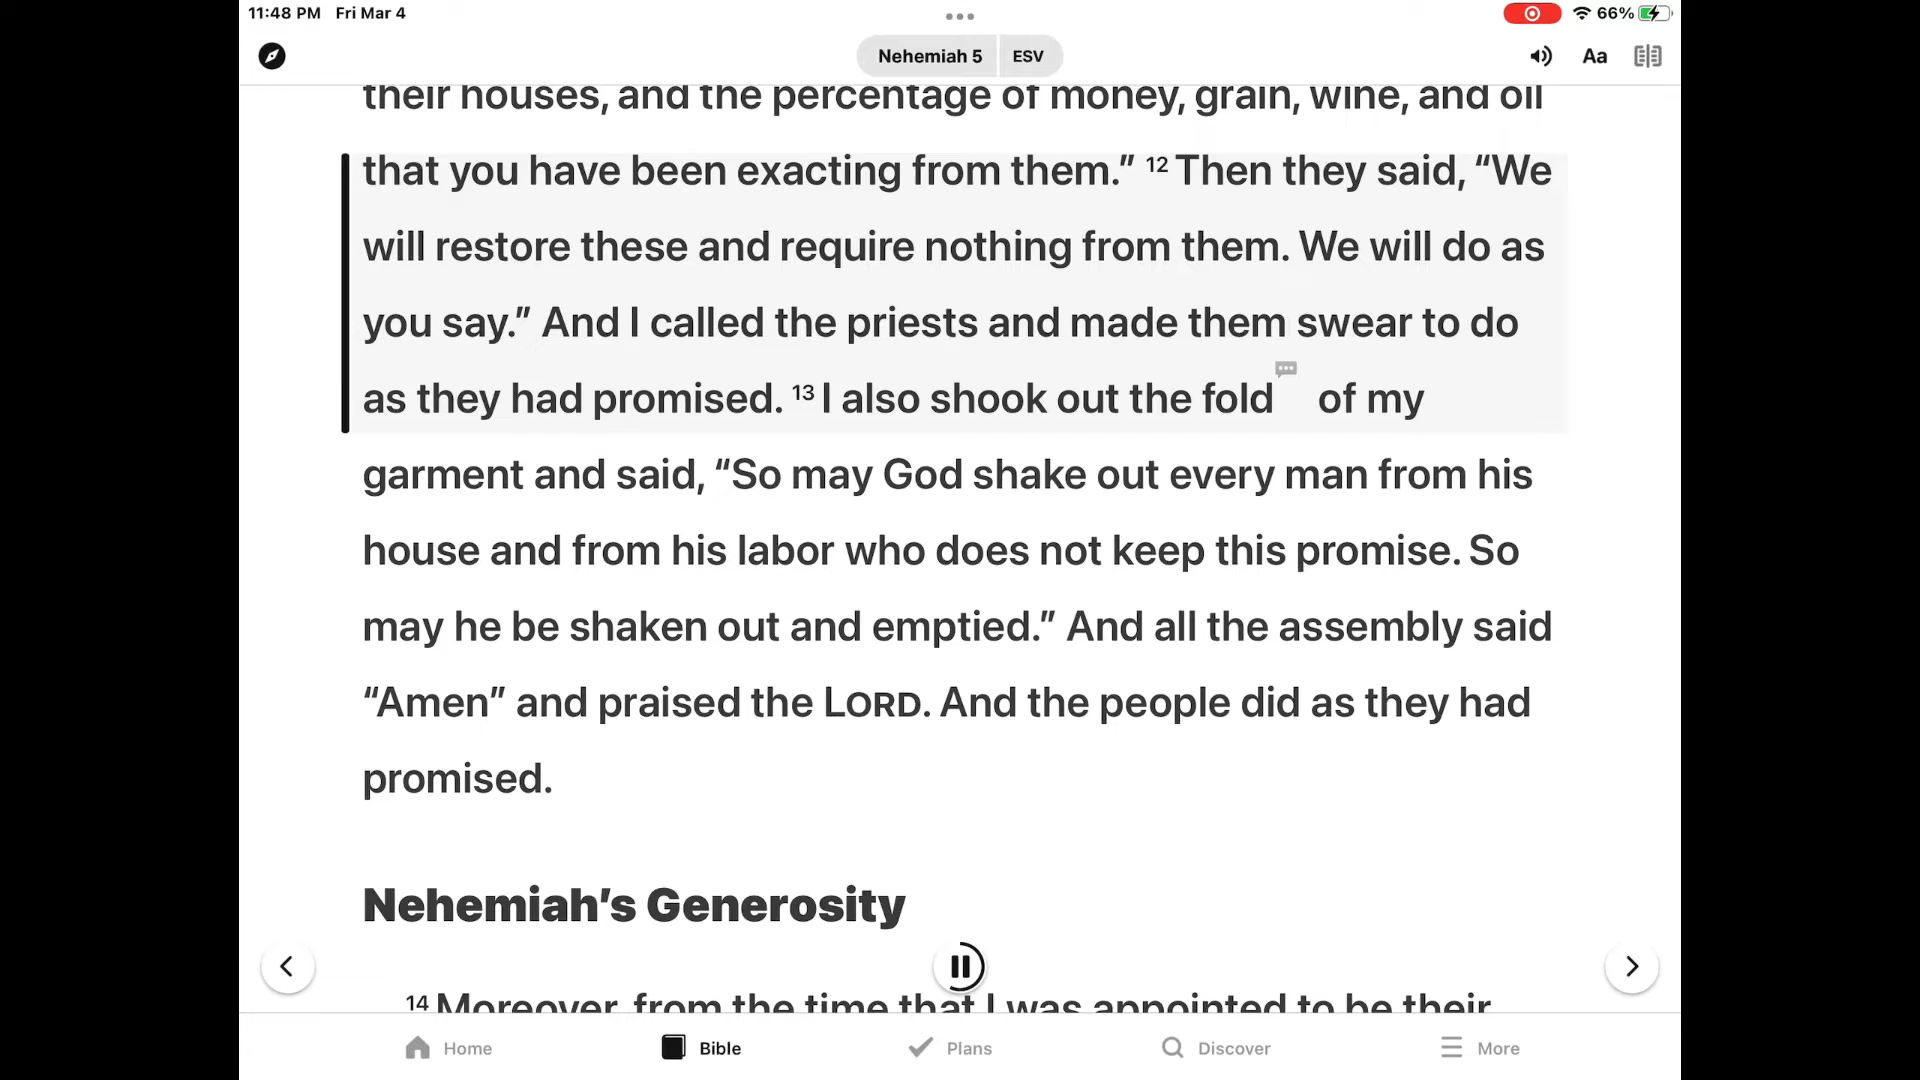 11:48 PM Fri Mar 4
66%
Nehemiah 5 ESV
Aa
their houses, and the percentage of money, grain, wine, and oil
that you have been exacting from them.” 12 Then they said, “We
will restore these and require nothing from them. We will do as
you say.” And I called the priests and made them swear to do
as they had promised. 13 I also shook out the fold of my
garment and said, “So may God shake out every man from his
house and from his labor who does not keep this promise. So
may he be shaken out and emptied.” And all the assembly said
“Amen” and praised the LORD. And the people did as they had
promised.
Nehemiah’s Generosity
14 Moreover, from the time that I was appointed to be their
Home Bible Plans Discover More